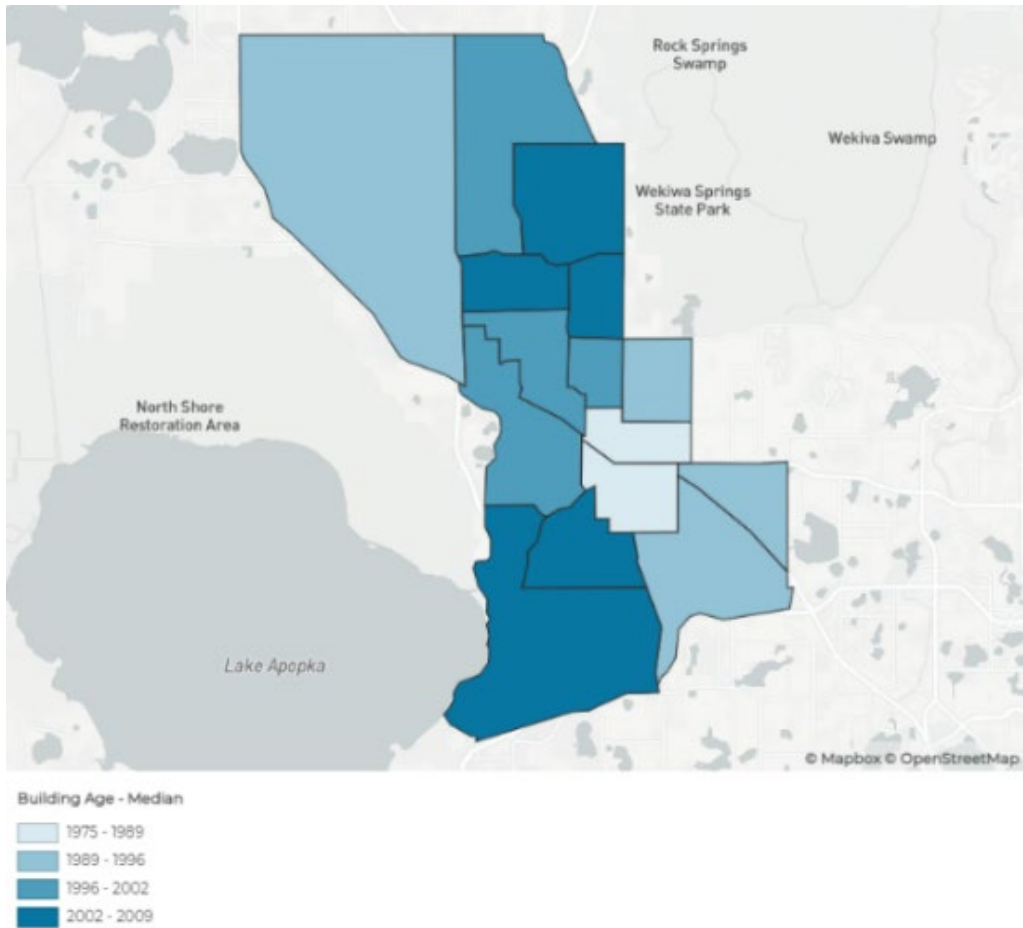 Rock Springs
Swamp
Wekiva Swamp
Wekiwa Springs
State Park
North Shore
Restoration Area
Lake Apopka
© Mapbox © OpenStreetMap
Building Age - Median
1975 - 1989
1989 - 1996
1996 - 2002
2002 - 2009